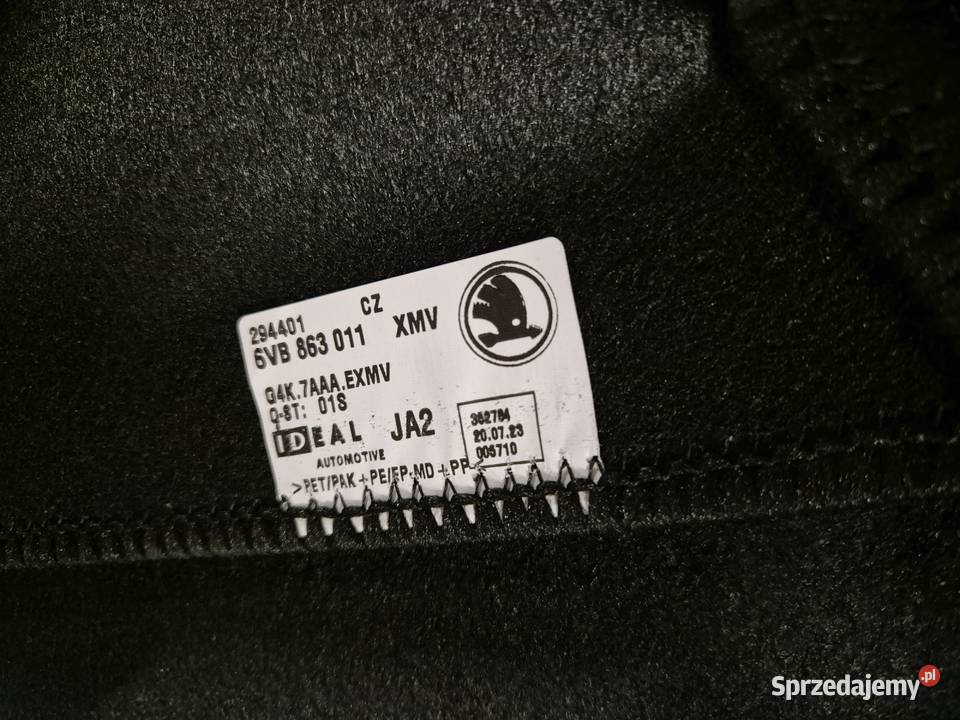 CZ
294401
6VB 863 011 XMV
G4K.7AAA.EXMV
Q-ST: 01S
IDEAL JA2
AUTOMOTIVE
20.07.23
005710
>PET/PAK+PE/EP-MD+PP
Sprzedajemy.pl